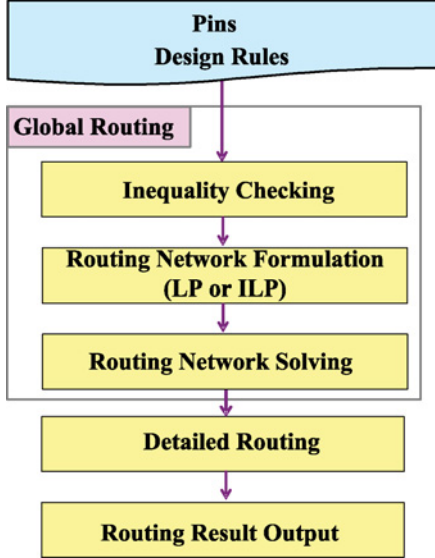 Pins
Design Rules
Global Routing
Inequality Checking
Routing Network Formulation
(LP or ILP)
Routing Network Solving
Detailed Routing
Routing Result Output